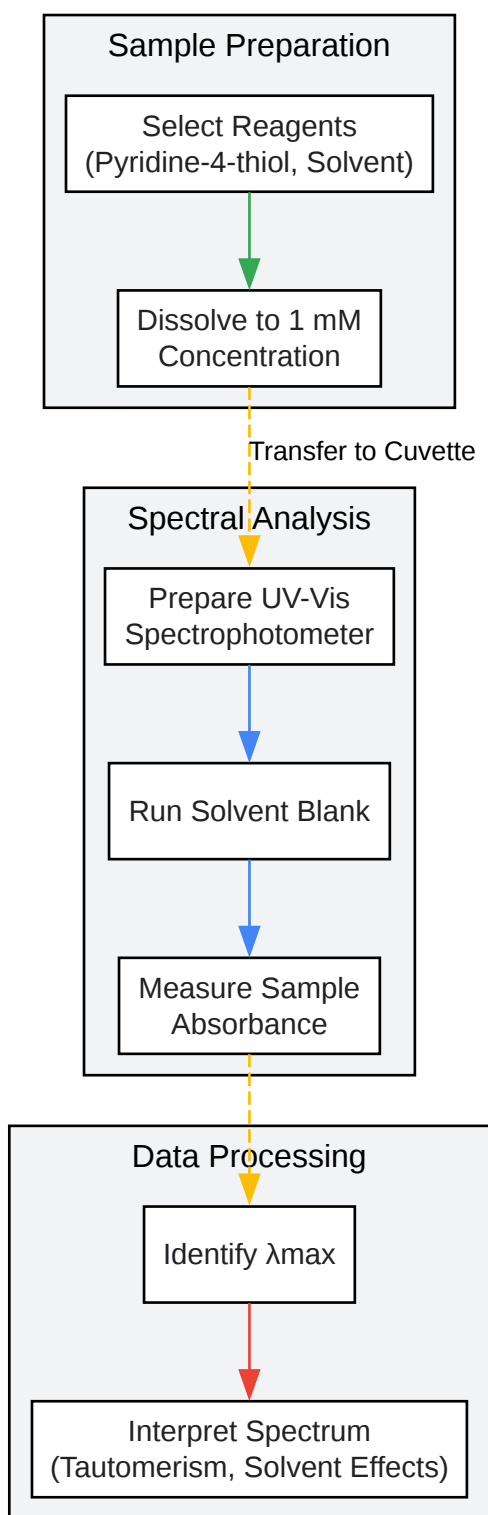 Sample Preparation
Select Reagents
(Pyridine-4-thiol, Solvent)
Dissolve to 1 mM
Concentration
Transfer to Cuvette
Spectral Analysis
Prepare UV-Vis
Spectrophotometer
Run Solvent Blank
Measure Sample
Absorbance
Data Processing
Identify λmax
Interpret Spectrum
(Tautomerism, Solvent Effects)